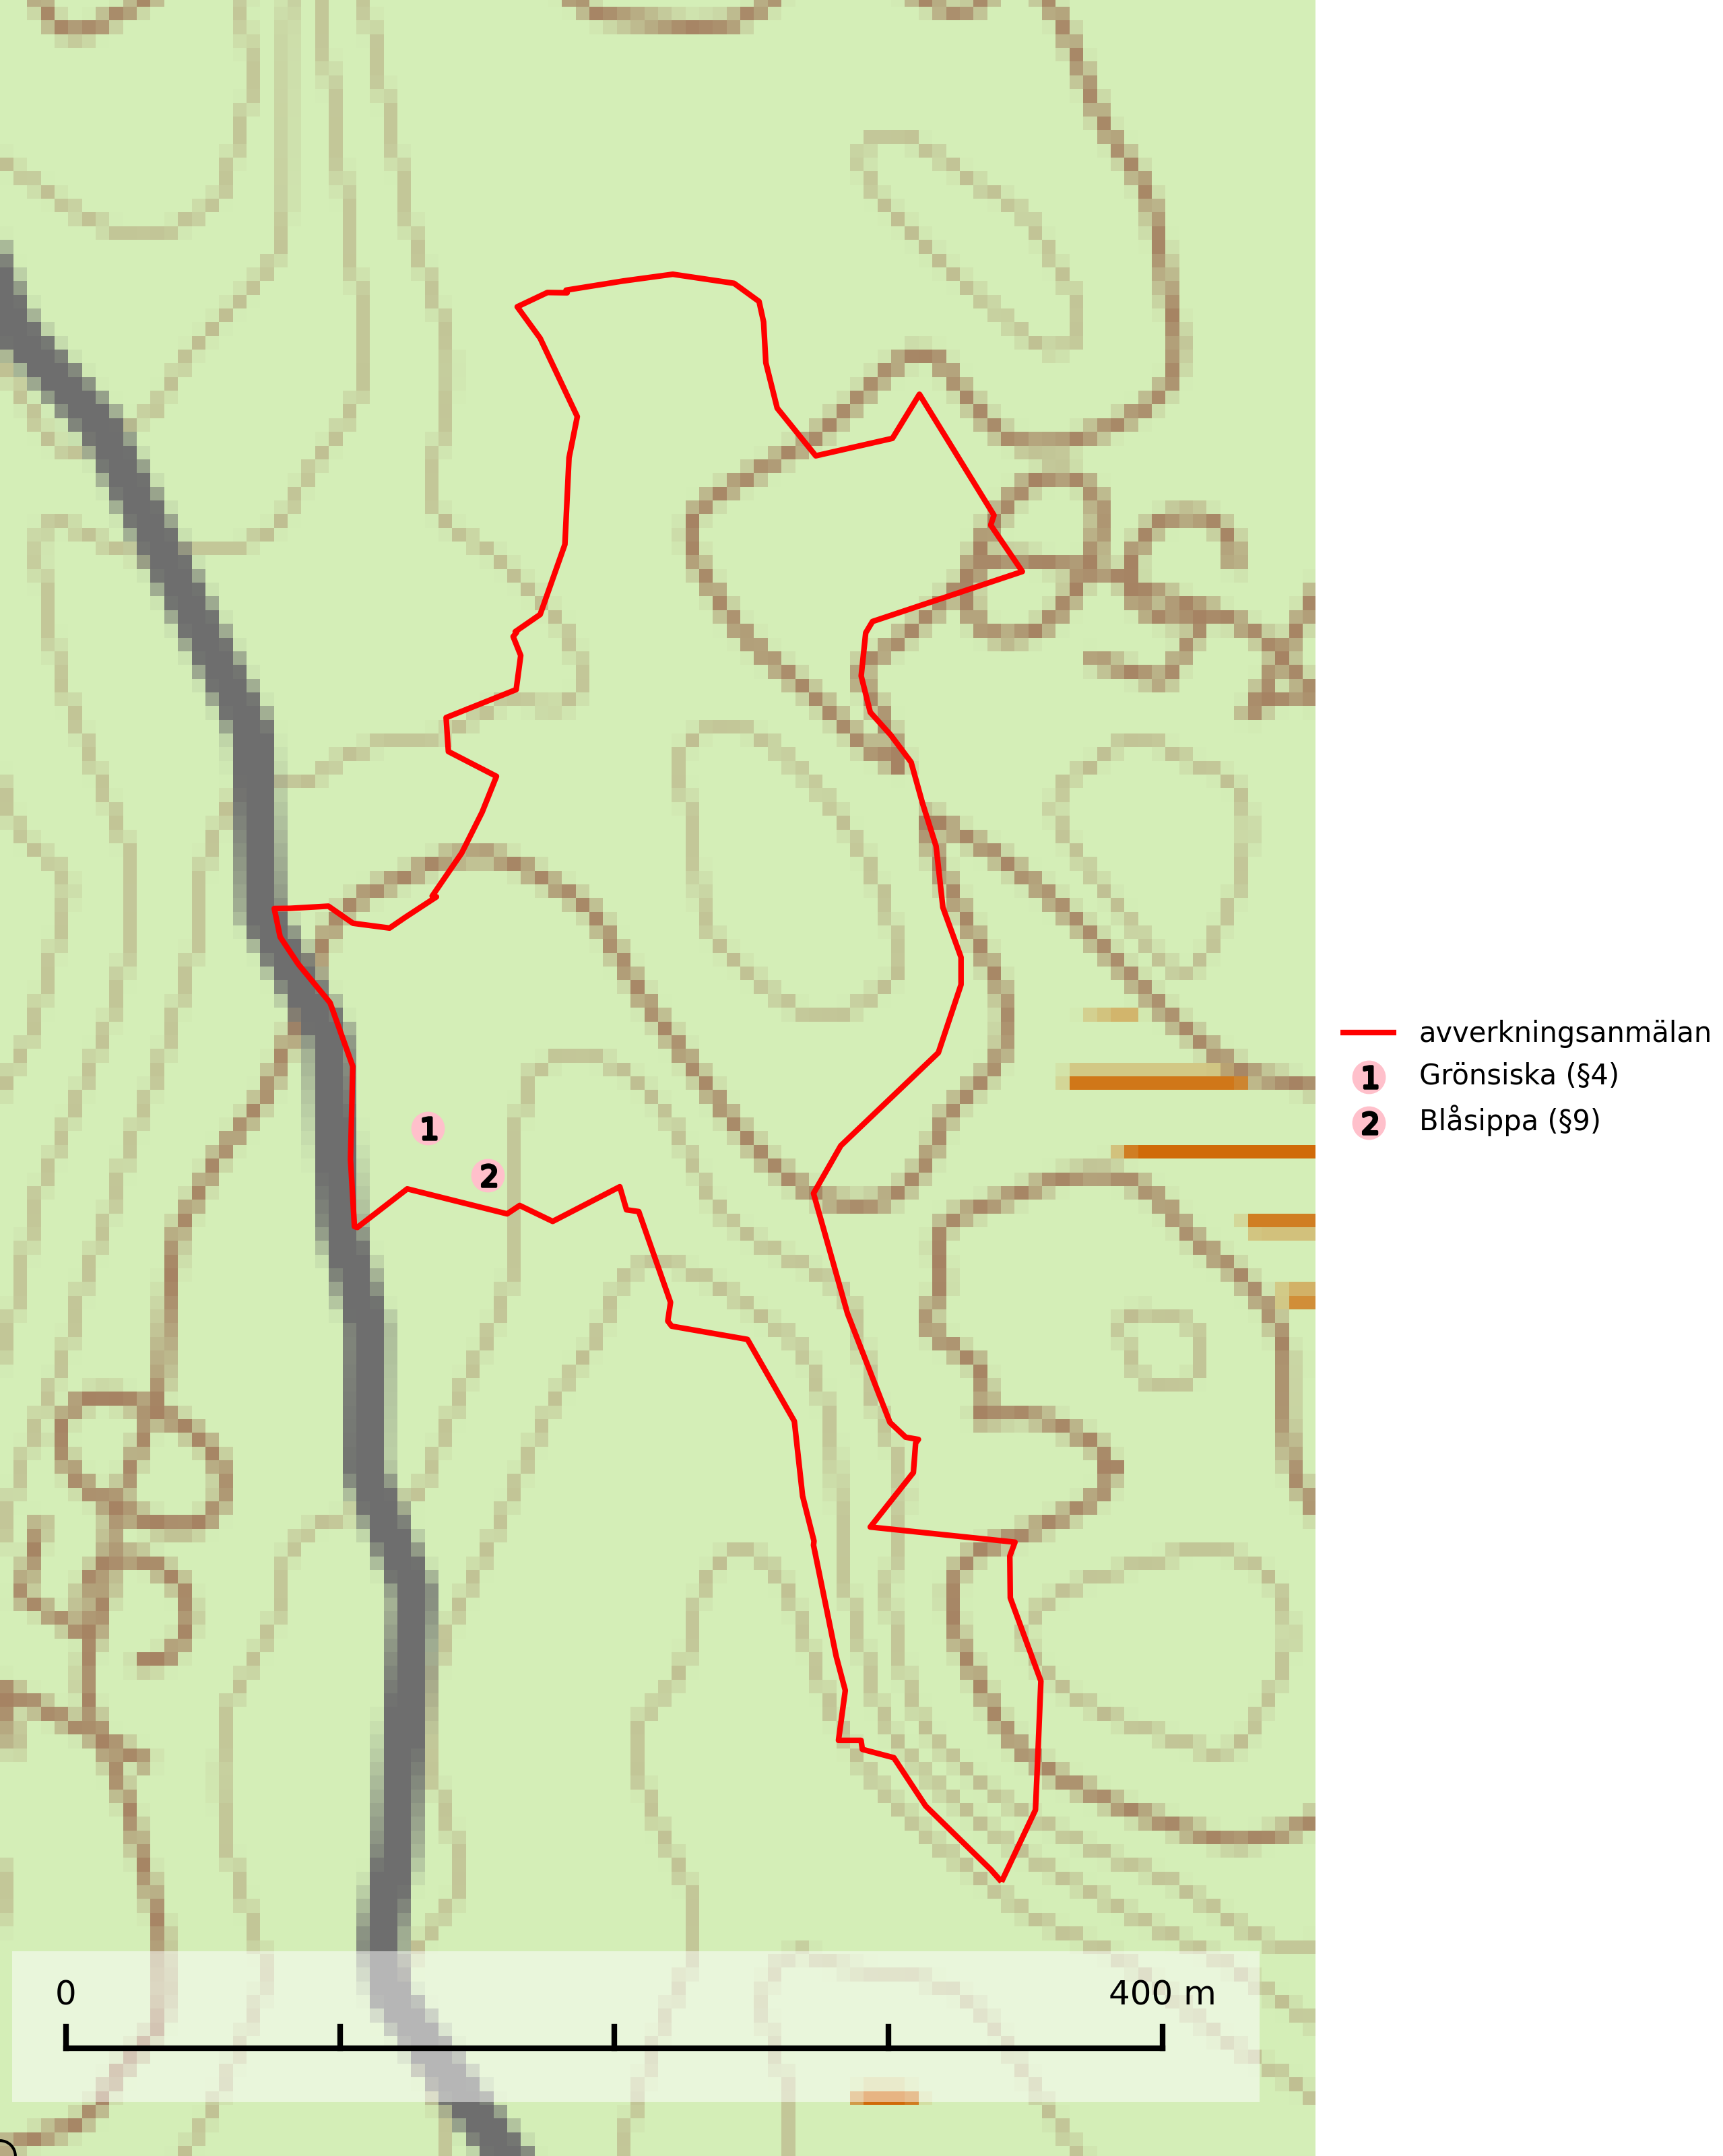 1
2
avverkningsanmälan
1 Grönsiska (§4)
2 Blåsippa (§9)
0 400 m